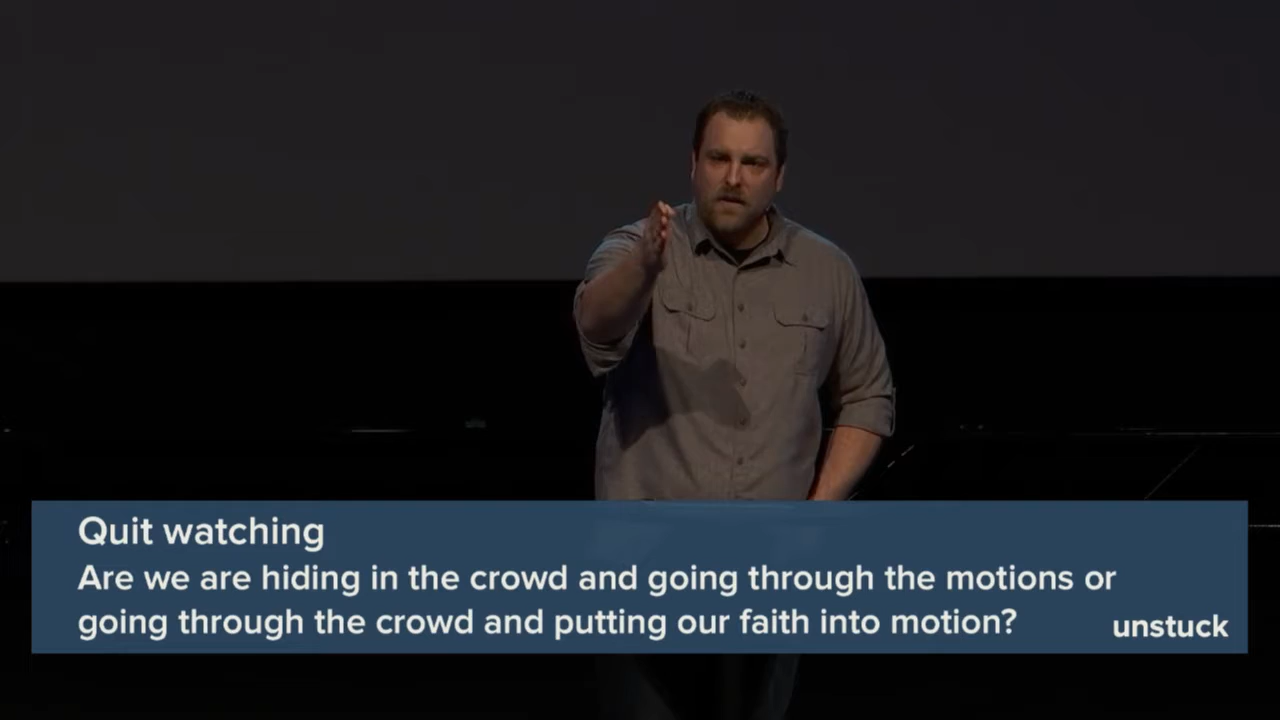 Quit watching
Are we are hiding in the crowd and going through the motions or
going through the crowd and putting our faith into motion?
unstuck